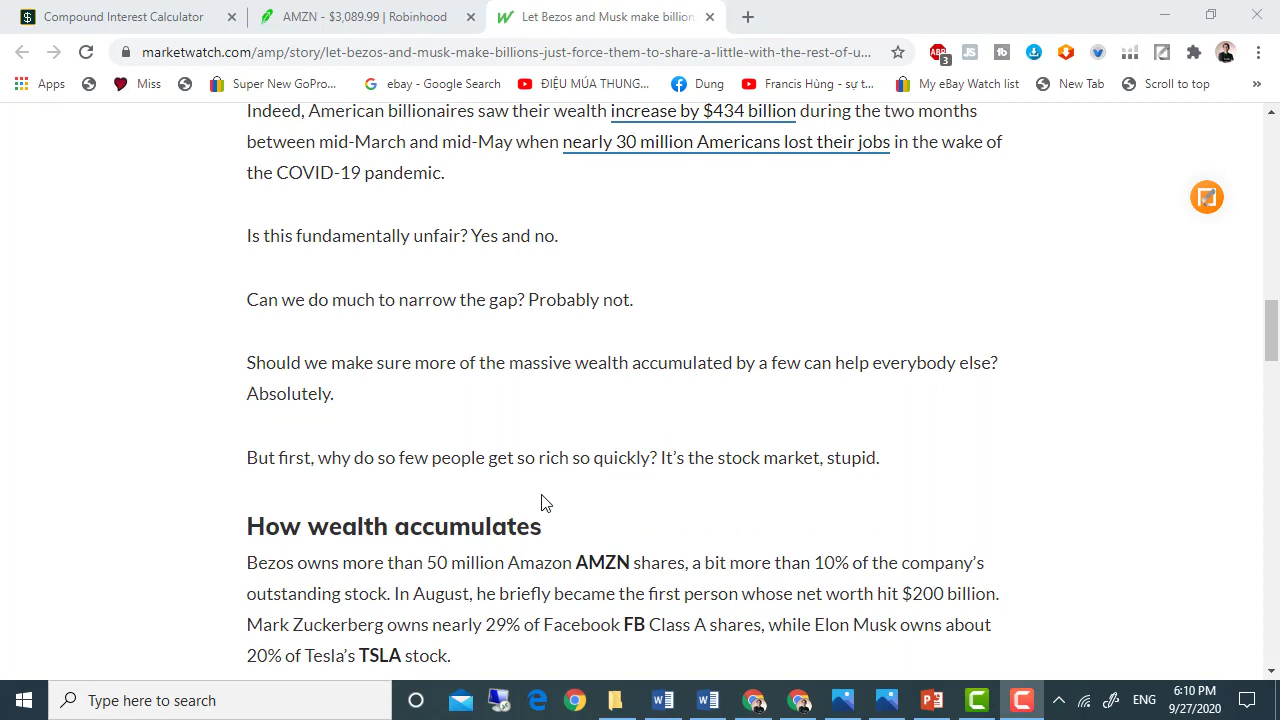 Compound Interest Calculator
AMZN - $3,089.99 | Robinhood
Let Bezos and Musk make billion
marketwatch.com/amp/story/let-bezos-and-musk-make-billions-just-force-them-to-share-a-little-with-the-rest-of-u...
ABP
3
JS
tb
Apps
Miss
Super New GoPro...
ebay - Google Search
ĐIỆU MÚA THUNG...
Dung
Francis Hùng - sự t...
My eBay Watch list
New Tab
Scroll to top
»
Indeed, American billionaires saw their wealth increase by $434 billion during the two months
between mid-March and mid-May when nearly 30 million Americans lost their jobs in the wake of
the COVID-19 pandemic.
Is this fundamentally unfair? Yes and no.
Can we do much to narrow the gap? Probably not.
Should we make sure more of the massive wealth accumulated by a few can help everybody else?
Absolutely.
But first, why do so few people get so rich so quickly? It’s the stock market, stupid.
How wealth accumulates
Bezos owns more than 50 million Amazon AMZN shares, a bit more than 10% of the company’s
outstanding stock. In August, he briefly became the first person whose net worth hit $200 billion.
Mark Zuckerberg owns nearly 29% of Facebook FB Class A shares, while Elon Musk owns about
20% of Tesla’s TSLA stock.
Type here to search
ENG
6:10 PM
9/27/2020